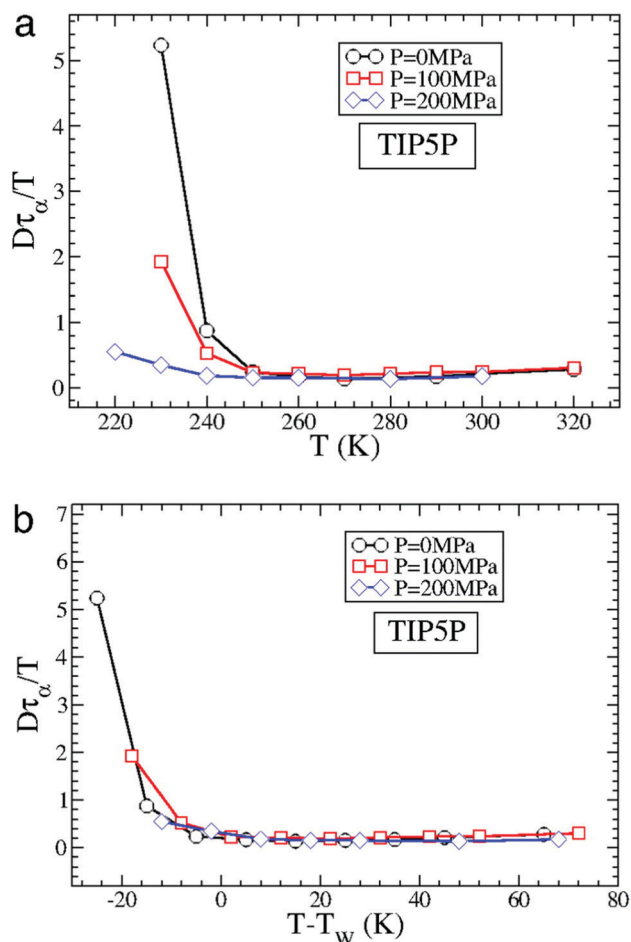 a
5
4
3
2
1
0
Dτα/T
P=0MPa
P=100MPa
P=200MPa
TIP5P
220 240 260 280 300 320
T (K)
b
7
6
5
4
3
2
1
0
Dτα/T
P=0MPa
P=100MPa
P=200MPa
TIP5P
-20 0 20 40 60 80
T-TW (K)